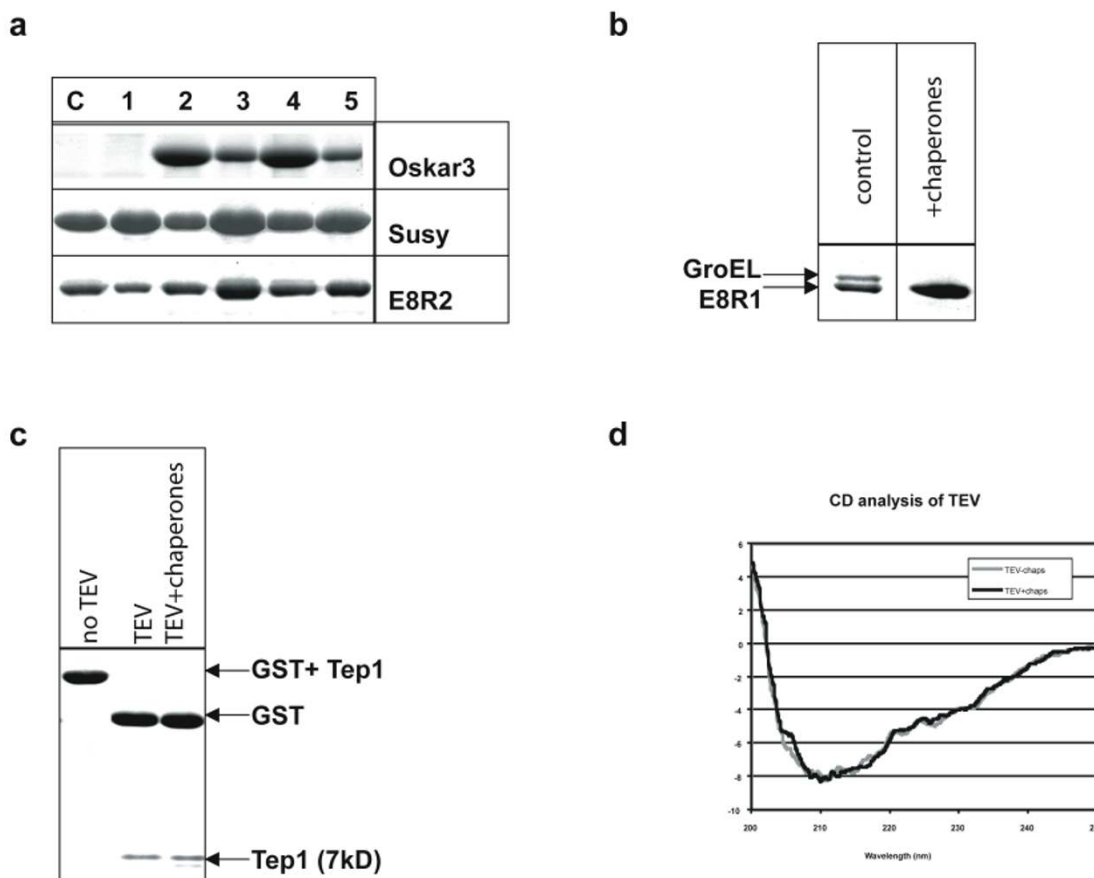 a
C 1 2 3 4 5
Oskar3
Susy
E8R2
b
control
+chaperones
GroEL
E8R1
c
no TEV
TEV
TEV+chaperones
GST+ Tep1
GST
Tep1 (7kD)
d
CD analysis of TEV
TEV-chaps
TEV+chaps
6
4
2
0
-2
-4
-6
-8
-10
200 210 220 230 240
Wavelength (nm)